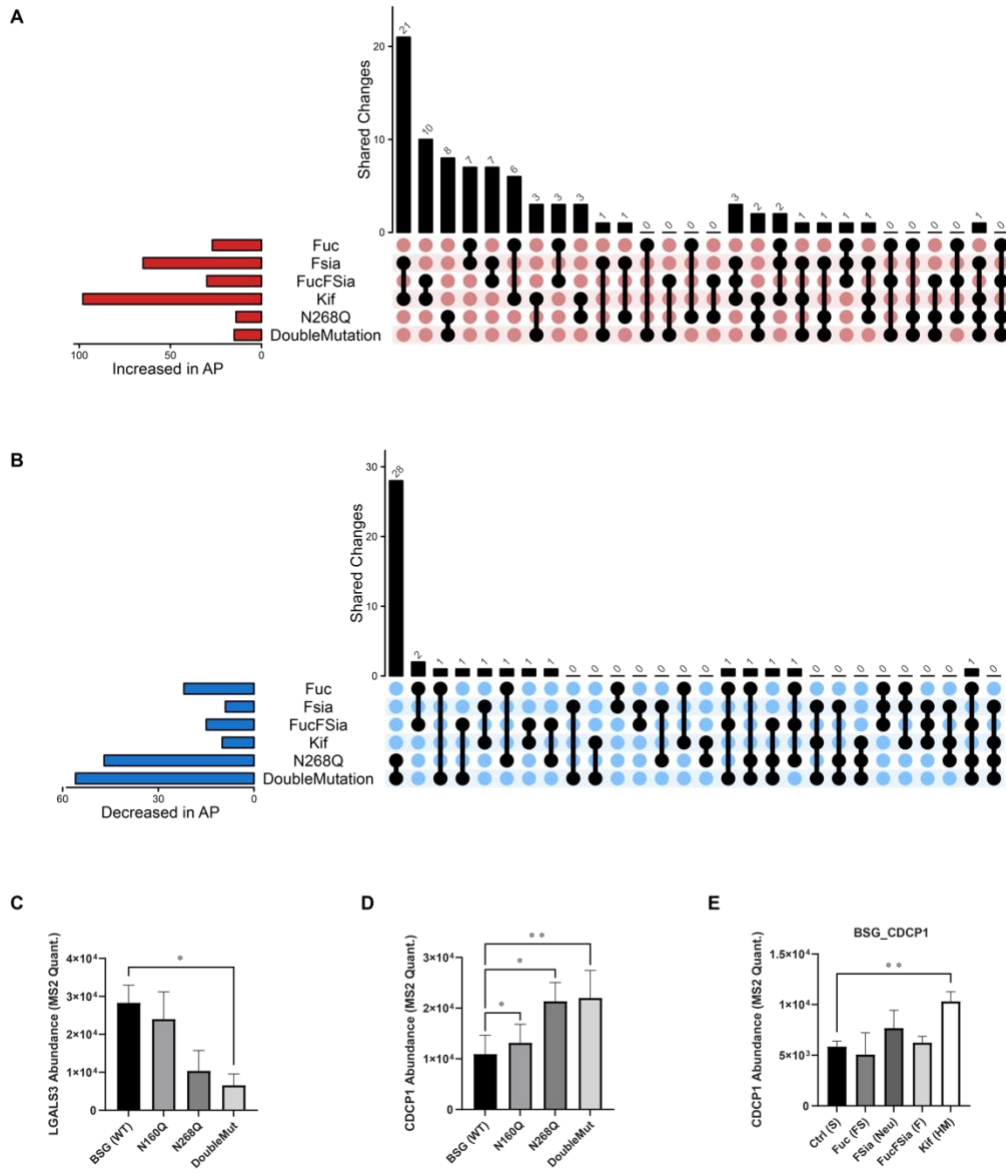 A
Shared Changes
20
10
0
21
10
8
7
7
6
3
3
3
1
1
0
0
0
0
3
2
2
1
1
1
1
0
0
0
0
0
1
0
Fuc
Fsia
FucFSia
Kif
N268Q
DoubleMutation
100
50
0
Increased in AP
B
Shared Changes
30
20
10
0
28
2
1
1
1
1
1
1
0
0
0
0
0
0
0
1
1
1
1
0
0
0
0
0
0
0
1
0
Fuc
Fsia
FucFSia
Kif
N268Q
DoubleMutation
60
30
0
Decreased in AP
C
LGALS3 Abundance (MS2 Quant.)
4×10⁴
3×10⁴
2×10⁴
1×10⁴
0
*
BSG (WT)
N160Q
N268Q
DoubleMut
D
CDCP1 Abundance (MS2 Quant.)
4×10⁴
3×10⁴
2×10⁴
1×10⁴
0
**
*
*
BSG (WT)
N160Q
N268Q
DoubleMut
E
BSG_CDCP1
CDCP1 Abundance (MS2 Quant.)
1.5×10⁴
1×10⁴
5×10³
0
**
Ctrl (S)
Fuc (FS)
FSia (Neu)
FucFSia (F)
Kif (HM)